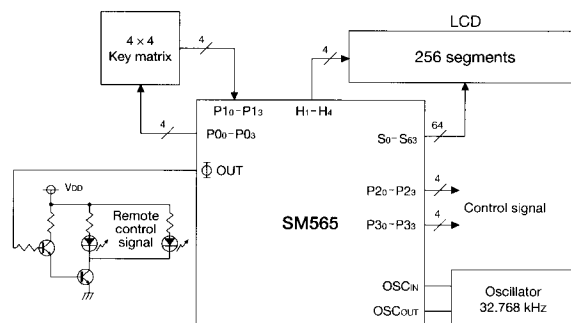 LCD
4 × 4
Key matrix
4
4
256 segments
P1₀~P1₃
H₁~H₄
4
P0₀~P0₃
S₀~S₆₃
64
OUT
VDD
P2₀~P2₃
4
Remote
control
signal
SM565
Control signal
P3₀~P3₃
4
OSCIN
Oscillator
32.768 kHz
OSCOUT